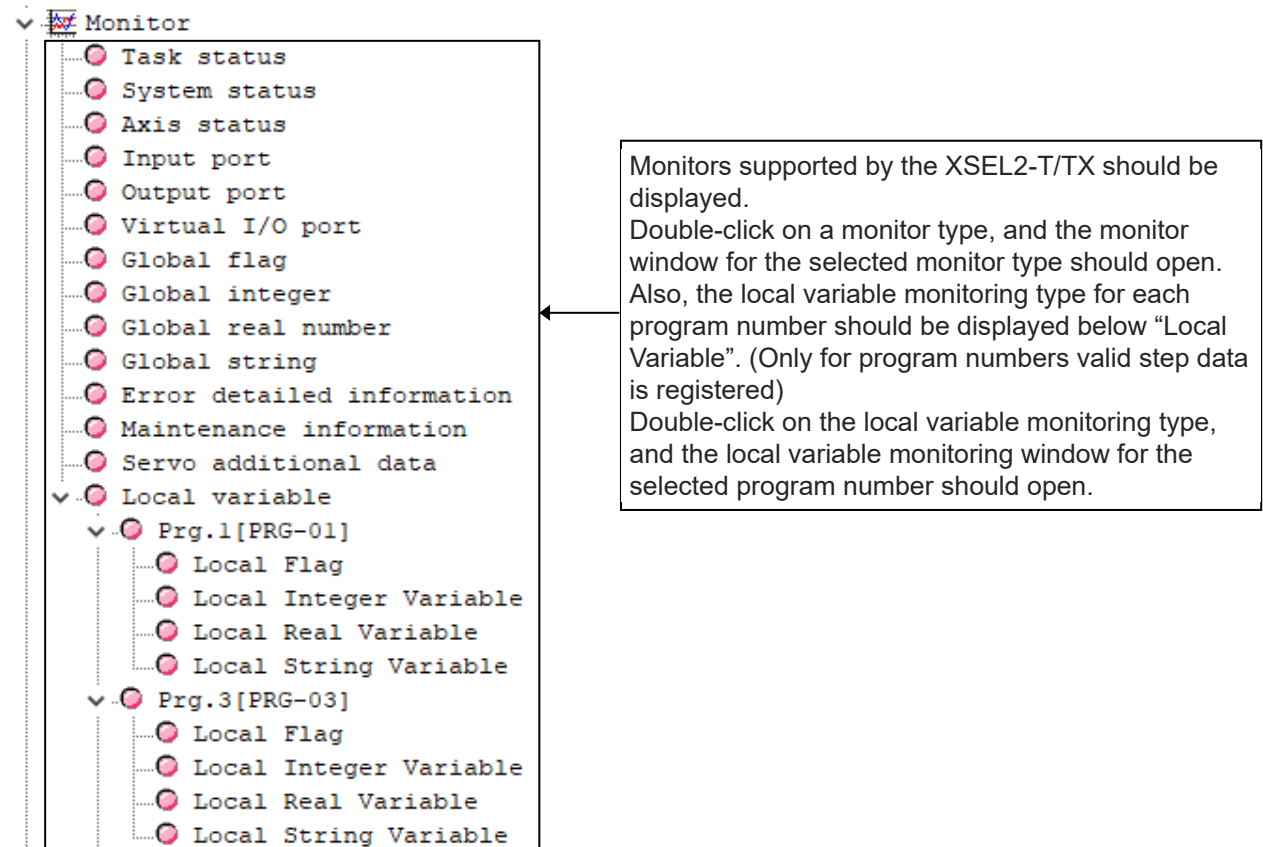 Monitor
Task status
System status
Axis status
Input port
Output port
Virtual I/O port
Global flag
Global integer
Global real number
Global string
Error detailed information
Maintenance information
Servo additional data
Local variable
Prg.1[PRG-01]
Local Flag
Local Integer Variable
Local Real Variable
Local String Variable
Prg.3[PRG-03]
Local Flag
Local Integer Variable
Local Real Variable
Local String Variable
Monitors supported by the XSEL2-T/TX should be
displayed.
Double-click on a monitor type, and the monitor
window for the selected monitor type should open.
Also, the local variable monitoring type for each
program number should be displayed below “Local
Variable”. (Only for program numbers valid step data
is registered)
Double-click on the local variable monitoring type,
and the local variable monitoring window for the
selected program number should open.